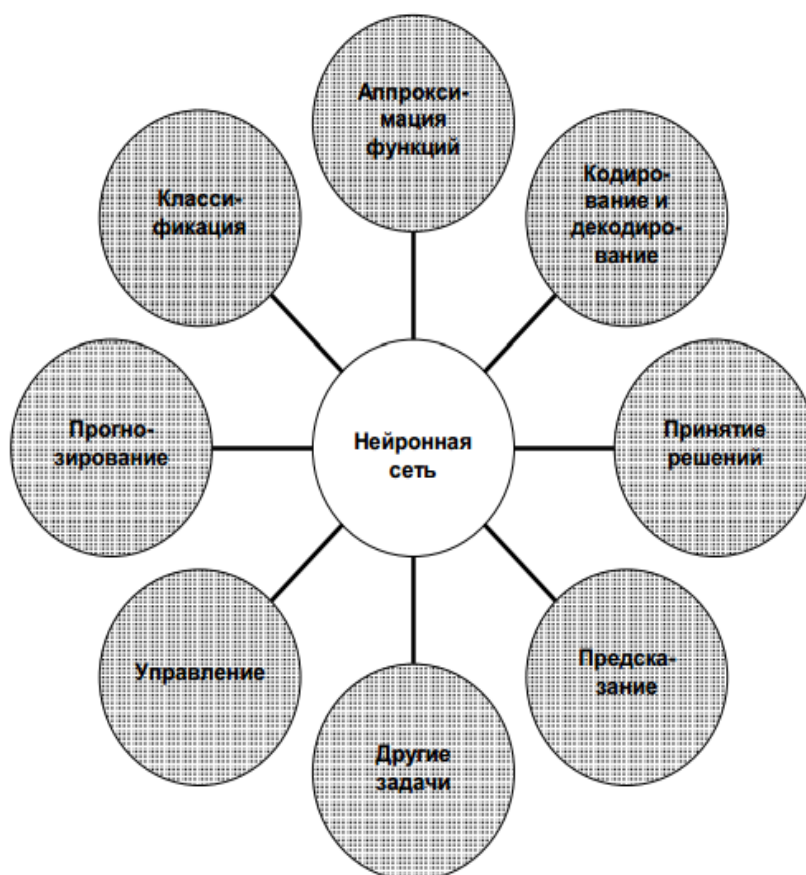 Аппрокси-
мация
функций
Кодиро-
вание и
декодиро-
вание
Принятие
решений
Предска-
зание
Другие
задачи
Управление
Прогно-
зирование
Класси-
фикация
Нейронная
сеть